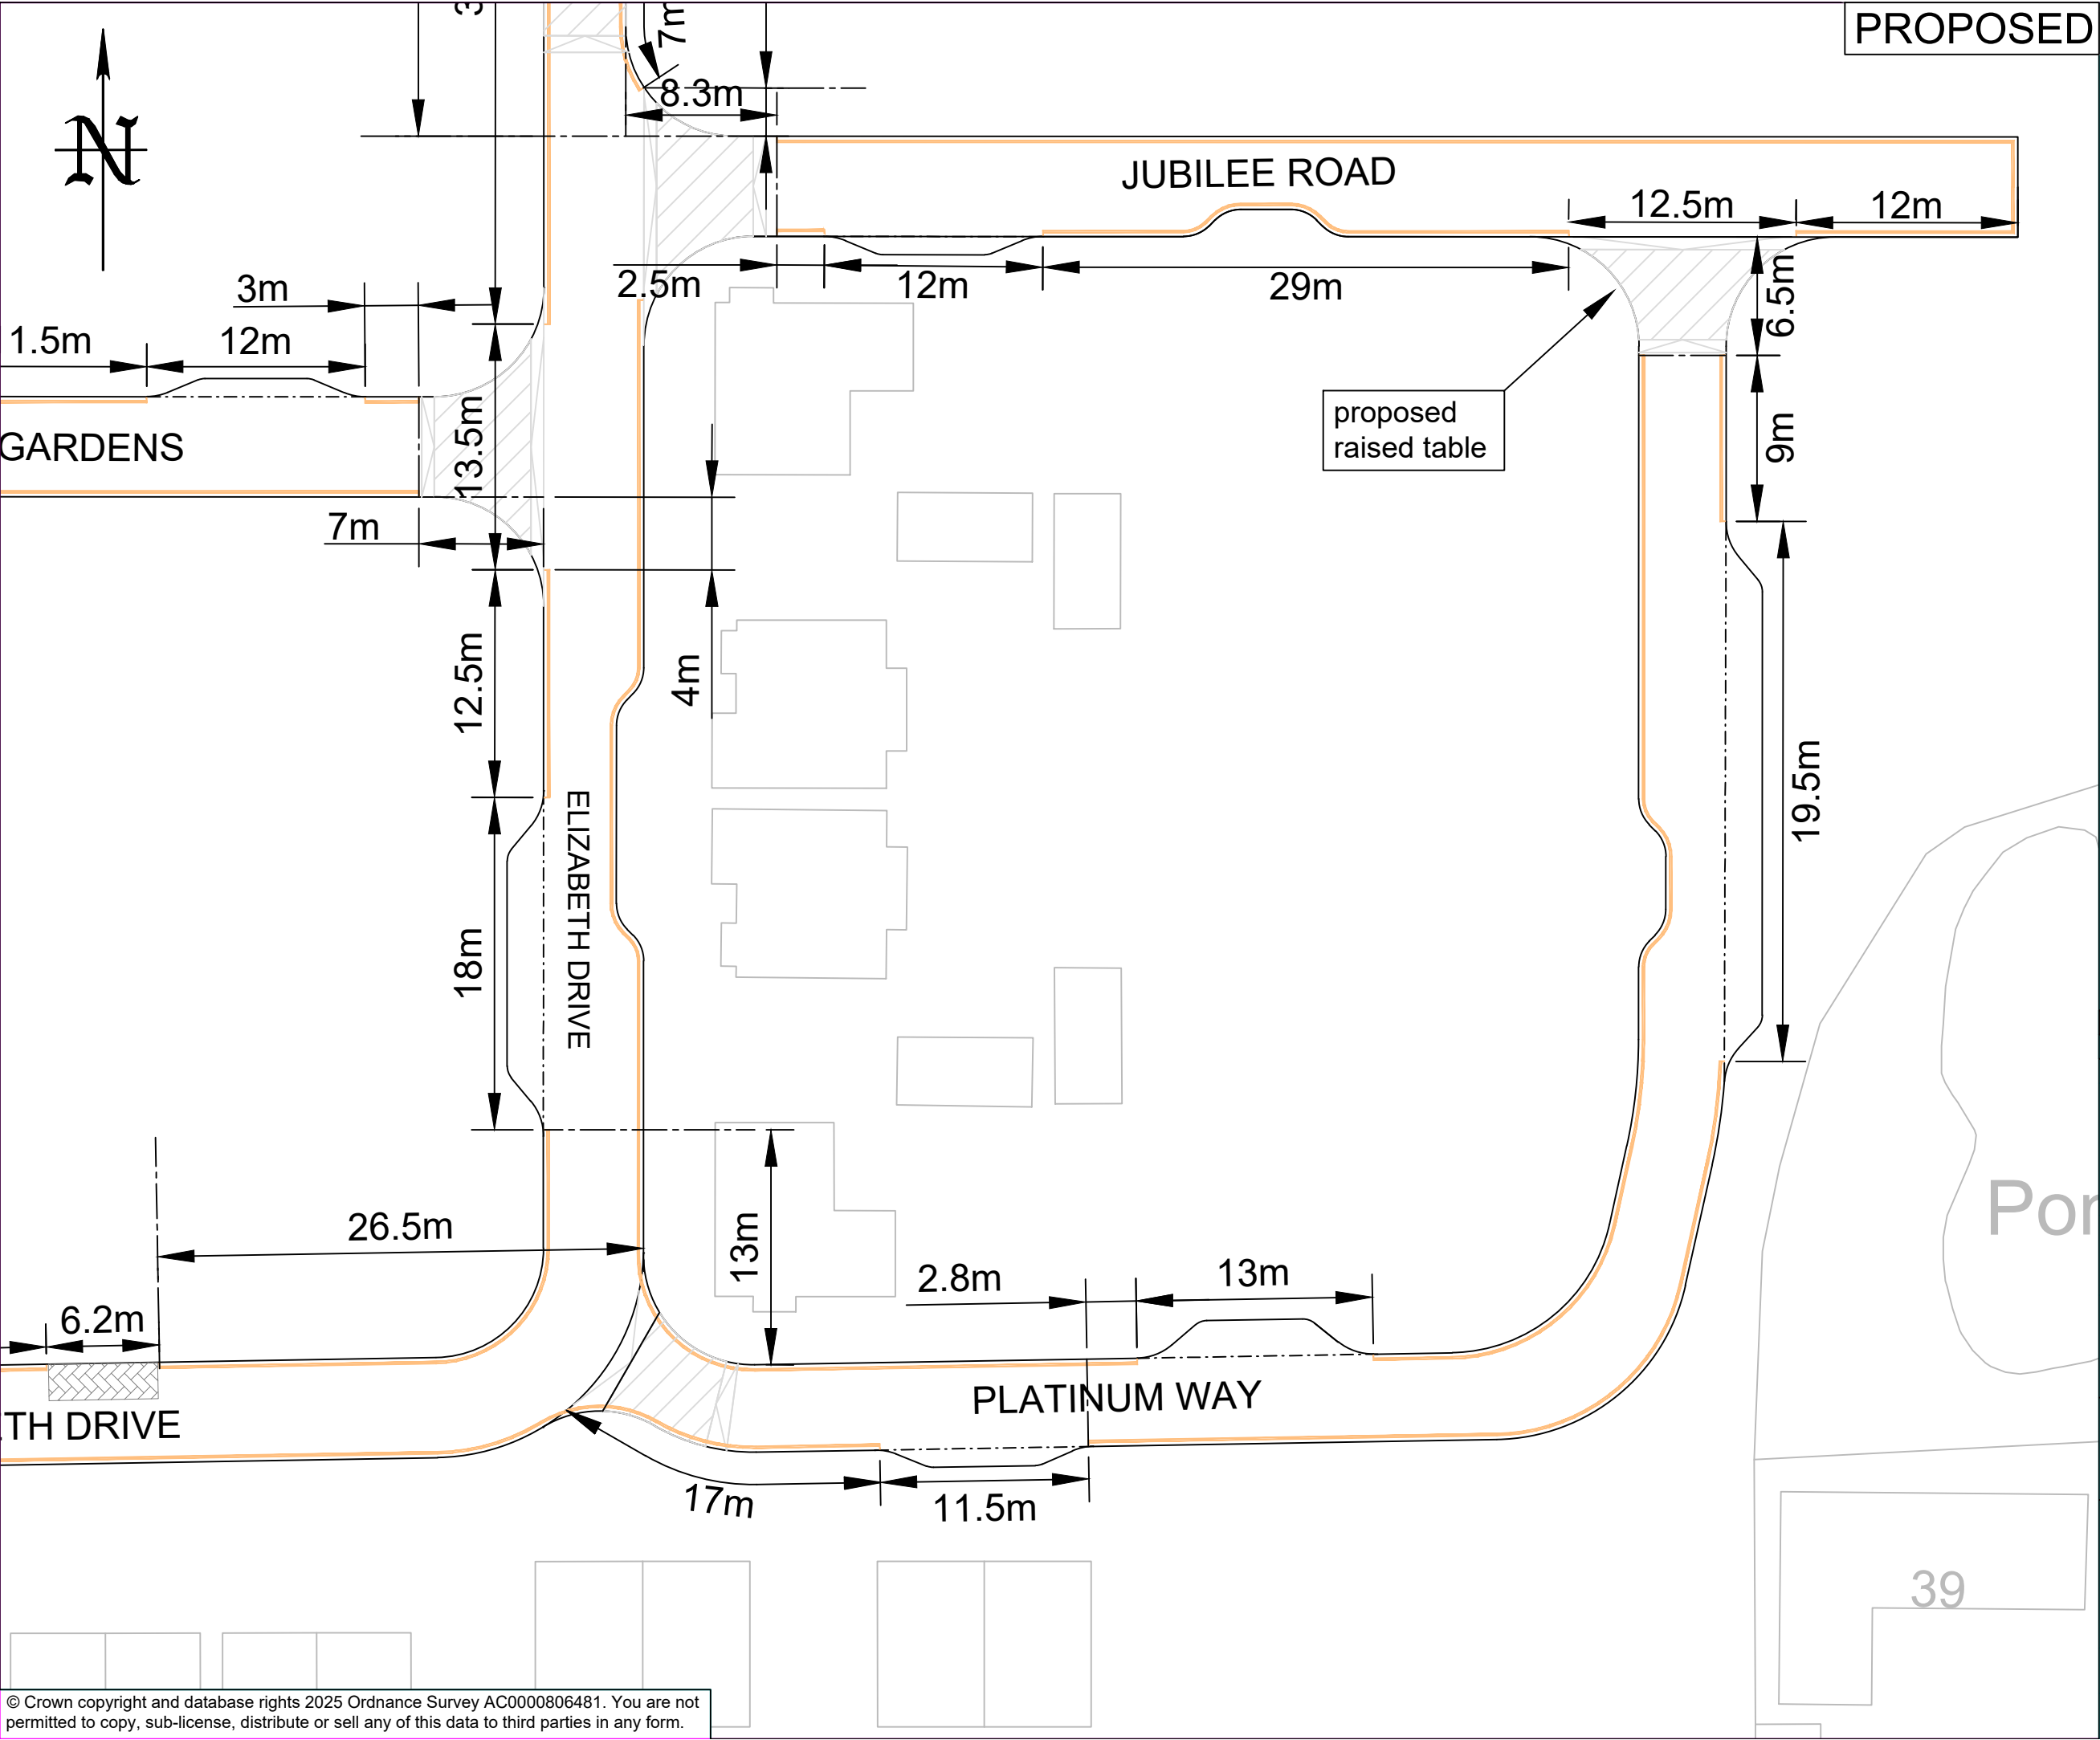 PROPOSED
N
7m
8.3m
JUBILEE ROAD
12.5m
12m
3m
2.5m
12m
29m
6.5m
1.5m
12m
proposed
raised table
13.5m
9m
GARDENS
7m
12.5m
4m
19.5m
ELIZABETH DRIVE
18m
26.5m
13m
2.8m
13m
6.2m
PLATINUM WAY
TH DRIVE
17m
11.5m
39
© Crown copyright and database rights 2025 Ordnance Survey AC0000806481. You are not
permitted to copy, sub-license, distribute or sell any of this data to third parties in any form.